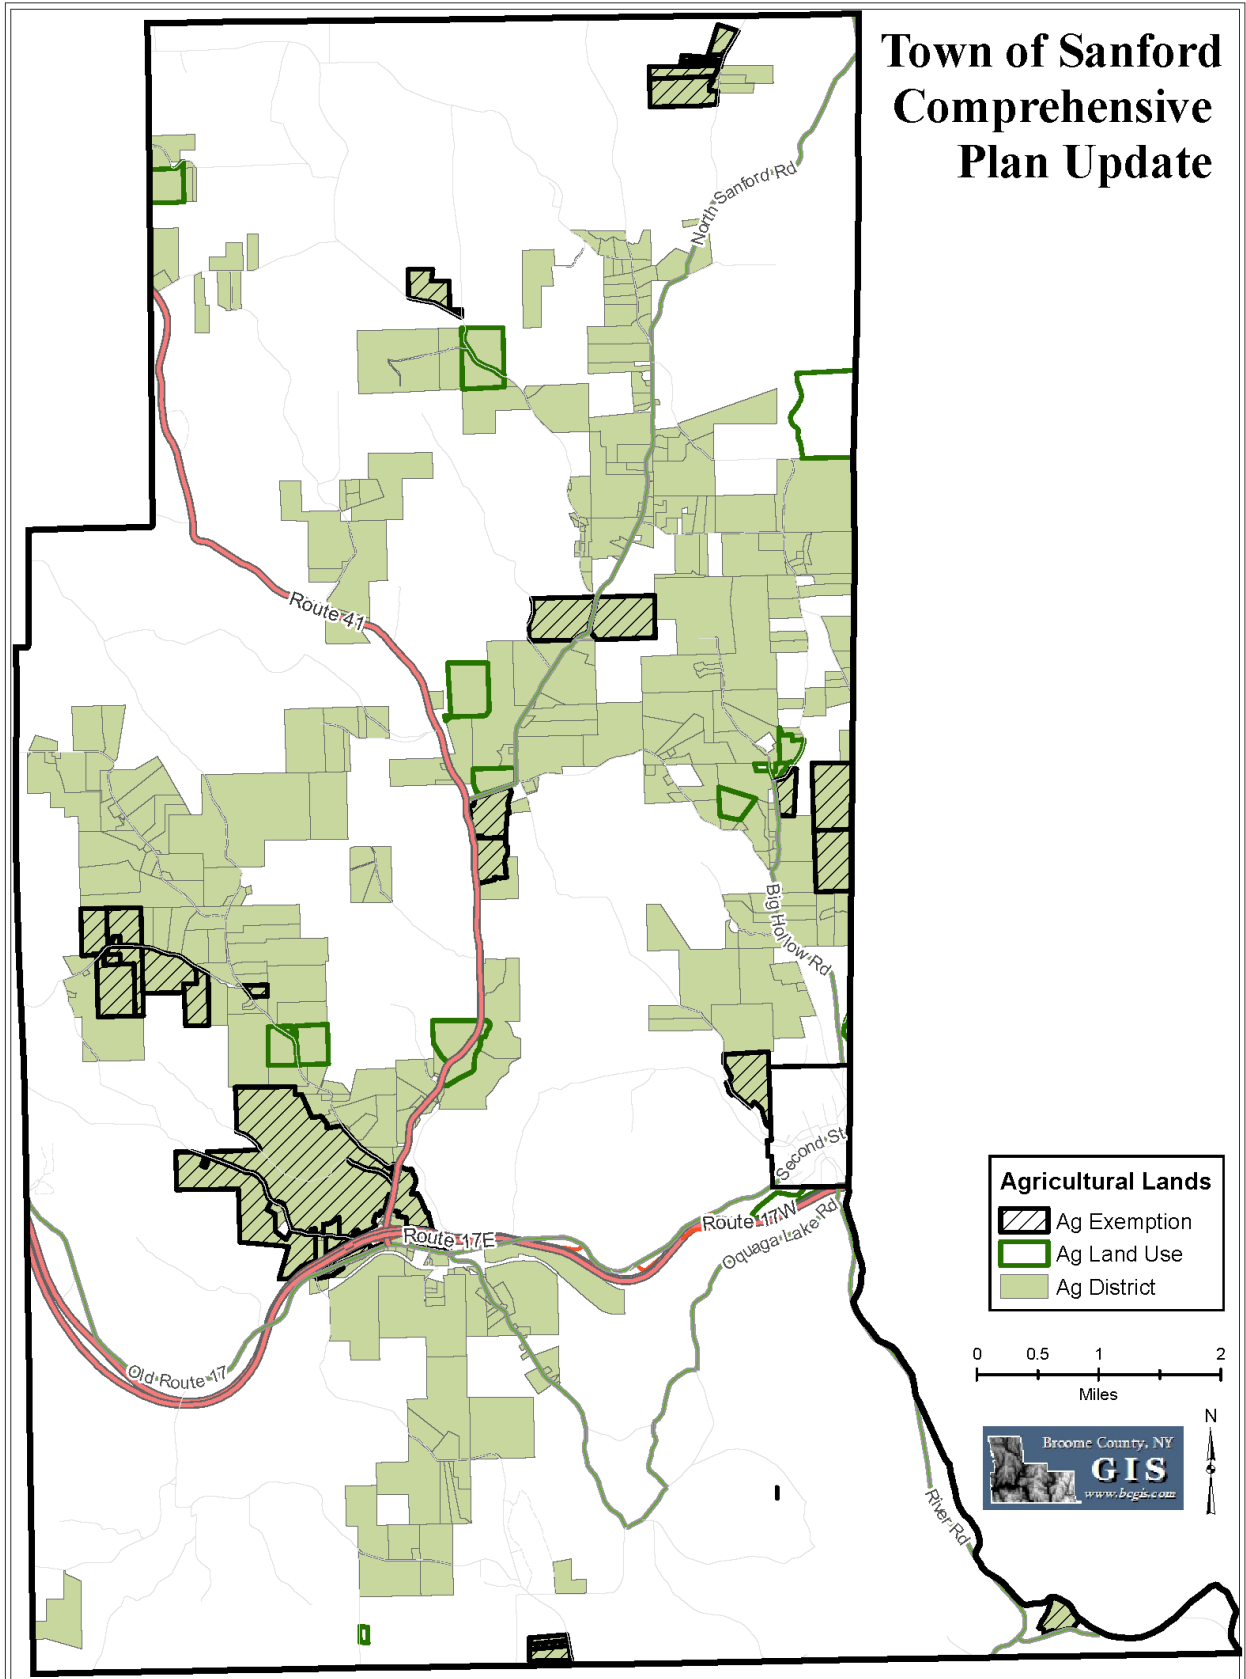 Town of Sanford
Comprehensive
Plan Update
North Sanford Rd
Route 41
Big Hollow Rd
Second St
Route 17W
Route 17E
Oquaga Lake Rd
Old Route 17
River Rd
Agricultural Lands
Ag Exemption
Ag Land Use
Ag District
0 0.5 1 2
Miles
N
Broome County, NY
GIS
www.bcgis.com